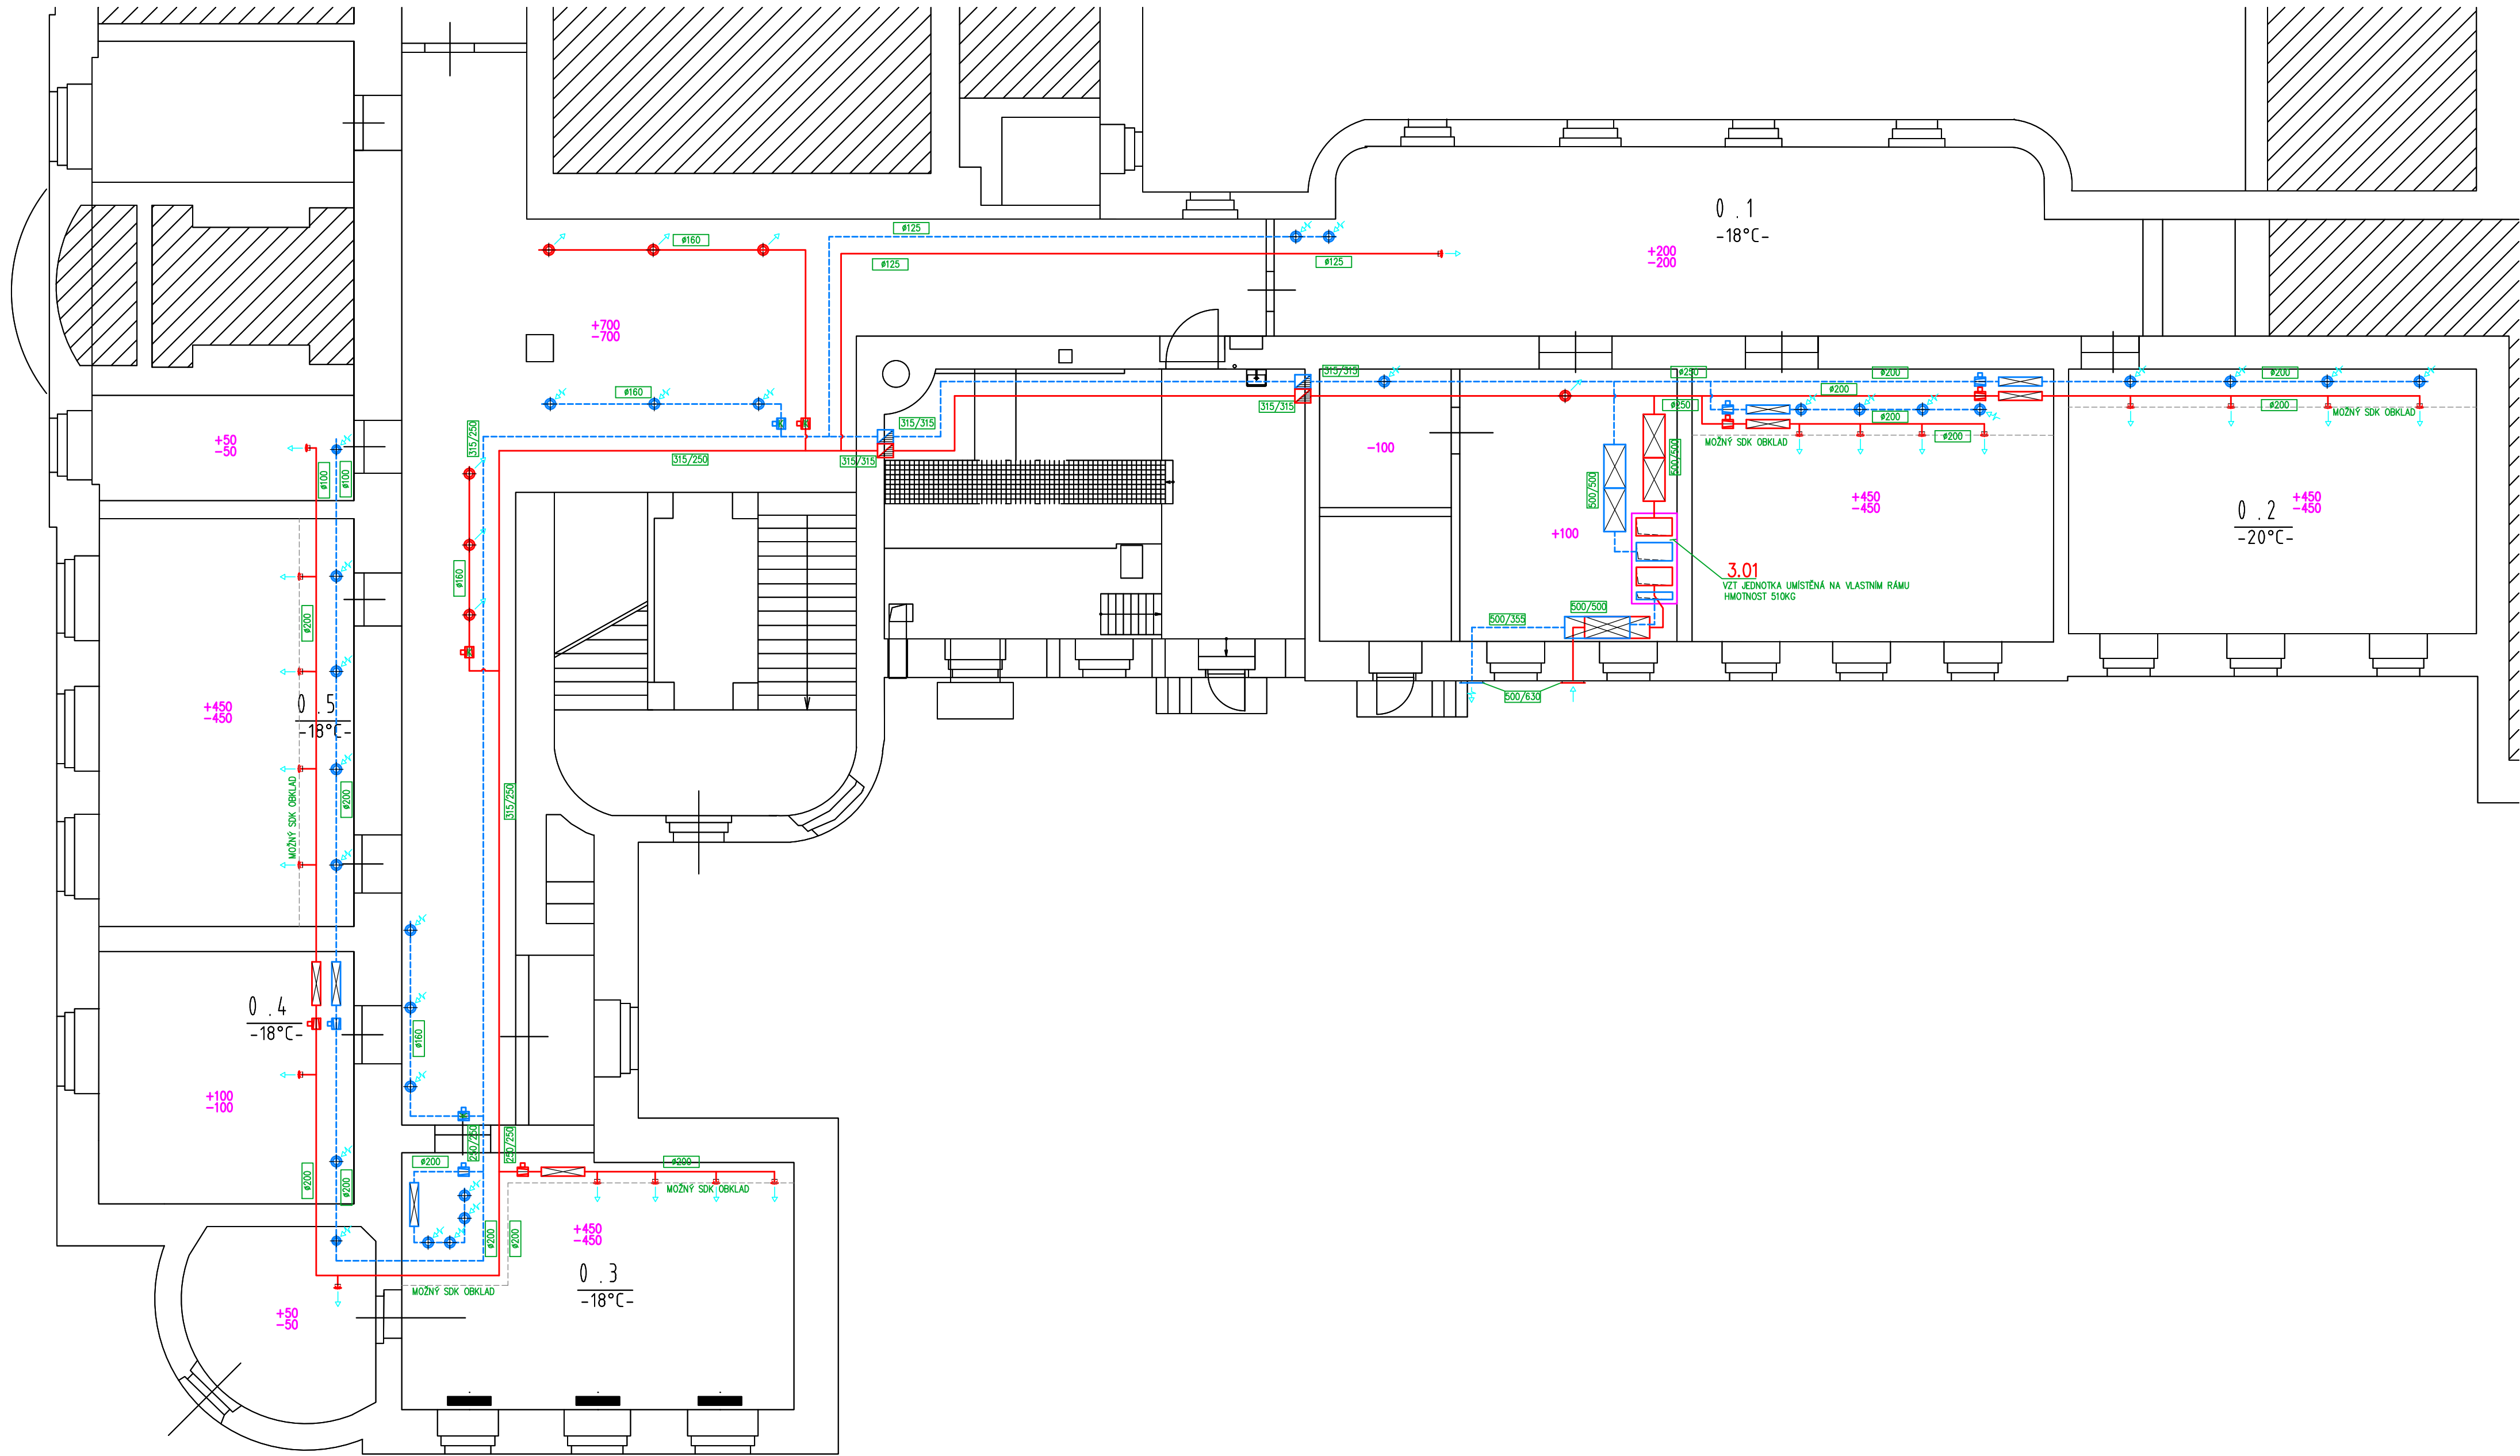 0 . 1
-18°C-
ø125
ø160
+200
-200
ø125
ø125
+700
-700
315/315
ø250
ø200
ø200
ø200
ø160
ø250
315/315
ø200
ø200
MOŽNÝ SDK OBKLAD
315/250
315/315
ø200
+50
-50
MOŽNÝ SDK OBKLAD
-100
315/250
315/315
500/500
ø100
ø100
500/500
+450
-450
+450
-450
0 . 2
-20°C-
+100
3.01
VZT JEDNOTKA UMÍSTĚNÁ NA VLASTNÍM RÁMU
HMOTNOST 510KG
ø160
500/500
500/355
ø200
500/630
0 . 5
-18°C-
+450
-450
MOŽNÝ SDK OBKLAD
ø200
315/250
0 . 4
-18°C-
ø160
+100
-100
250/250
250/250
ø200
ø200
ø200
ø200
MOŽNÝ SDK OBKLAD
+450
-450
ø200
ø200
0 . 3
-18°C-
MOŽNÝ SDK OBKLAD
+50
-50